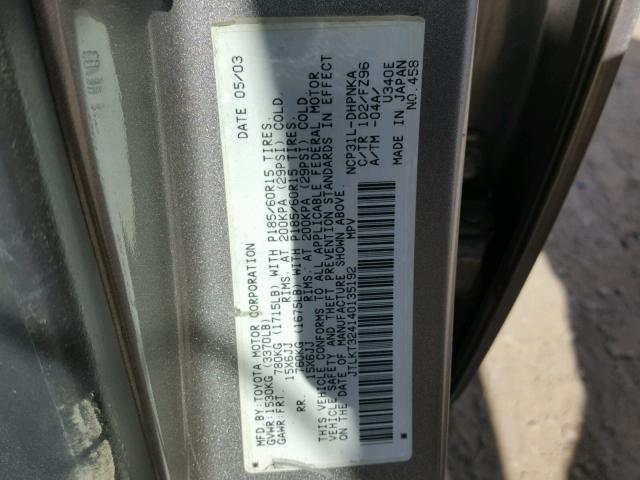 MFD.BY:TOYOTA MOTOR CORPORATION DATE 05/03
GVWR:1530KG (3370LB)
GAWR:FRT. 780KG (1715LB) WITH P185/60R15 TIRES.
15X6JJ RIMS. AT 200KPA (29PSI) COLD
RR. 760KG (1675LB) WITH P185/60R15 TIRES.
15X6JJ RIMS. AT 200KPA (29PSI) COLD
THIS VEHICLE CONFORMS TO ALL APPLICABLE FEDERAL MOTOR
VEHICLE SAFETY AND THEFT PREVENTION STANDARDS IN EFFECT
ON THE DATE OF MANUFACTURE SHOWN ABOVE.
JTLKT324140135192 MPV NCP31L-DHPNKA
C/TR 1D2/FZ96
A/TM -04A/ U340E
MADE IN JAPAN
NO.458